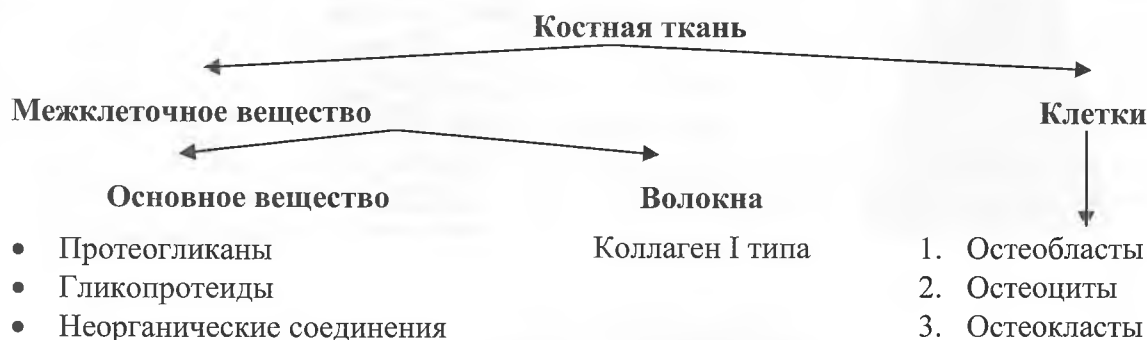 Костная ткань
Межклеточное вещество
Клетки
Основное вещество
Волокна
• Протеогликаны
• Гликопротеиды
• Неорганические соединения
Коллаген I типа
1. Остеобласты
2. Остеоциты
3. Остеокласты